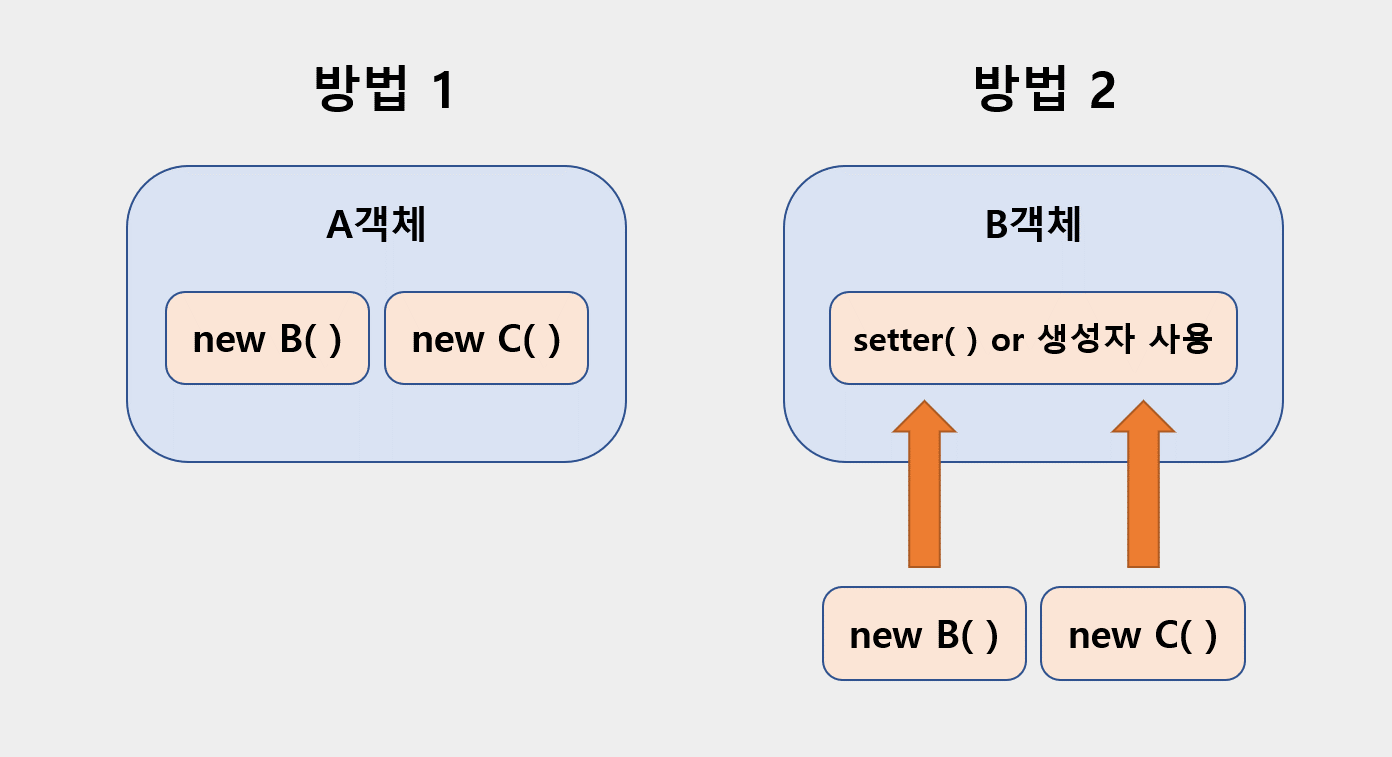 방법 1
방법 2
A객체
new B( )
new C( )
B객체
setter( ) or 생성자 사용
new B( )
new C( )